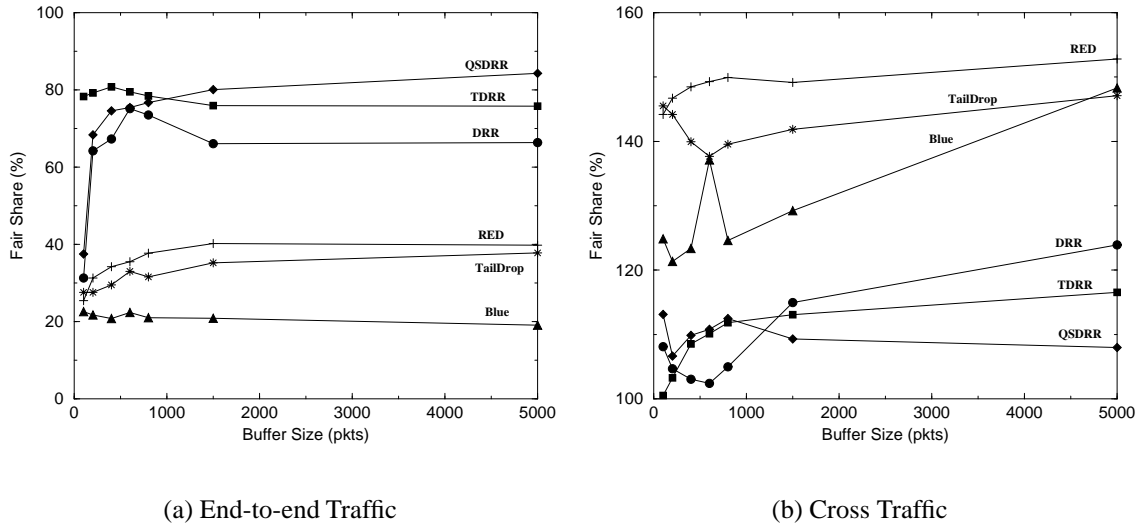 100
80
60
40
20
0
Fair Share (%)
QSDRR
TDRR
DRR
RED
TailDrop
Blue
0 1000 2000 3000 4000 5000
Buffer Size (pkts)
(a) End-to-end Traffic
160
140
120
100
Fair Share (%)
RED
TailDrop
Blue
DRR
TDRR
QSDRR
0 1000 2000 3000 4000 5000
Buffer Size (pkts)
(b) Cross Traffic